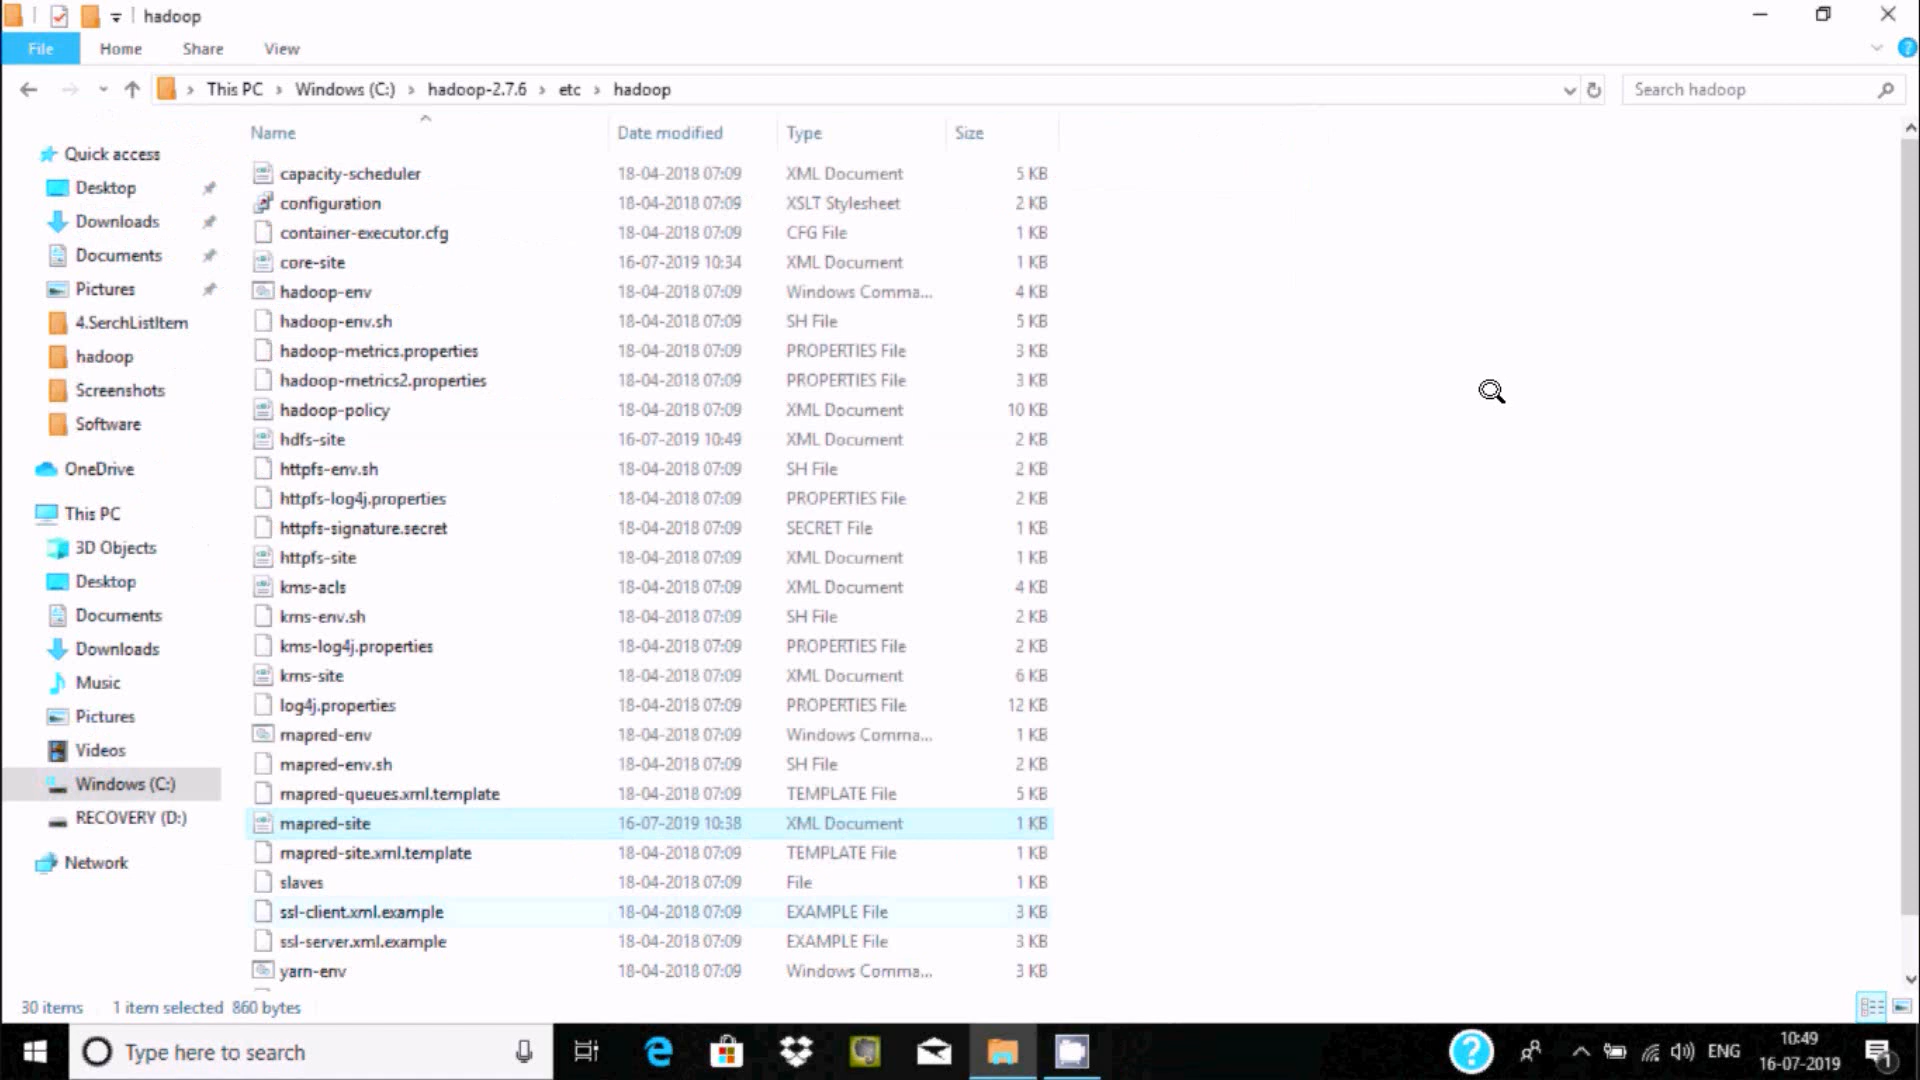 hadoop
File Home Share View
This PC Windows (C:) hadoop-2.7.6 etc hadoop Search hadoop
Name Date modified Type Size
Quick access
Desktop
Downloads
Documents
Pictures
4.SerchListItem
hadoop
Screenshots
Software
OneDrive
This PC
3D Objects
Desktop
Documents
Downloads
Music
Pictures
Videos
Windows (C:)
RECOVERY (D:)
Network
capacity-scheduler 18-04-2018 07:09 XML Document 5 KB
configuration 18-04-2018 07:09 XSLT Stylesheet 2 KB
container-executor.cfg 18-04-2018 07:09 CFG File 1 KB
core-site 16-07-2019 10:34 XML Document 1 KB
hadoop-env 18-04-2018 07:09 Windows Comma... 4 KB
hadoop-env.sh 18-04-2018 07:09 SH File 5 KB
hadoop-metrics.properties 18-04-2018 07:09 PROPERTIES File 3 KB
hadoop-metrics2.properties 18-04-2018 07:09 PROPERTIES File 3 KB
hadoop-policy 18-04-2018 07:09 XML Document 10 KB
hdfs-site 16-07-2019 10:49 XML Document 2 KB
httpfs-env.sh 18-04-2018 07:09 SH File 2 KB
httpfs-log4j.properties 18-04-2018 07:09 PROPERTIES File 2 KB
httpfs-signature.secret 18-04-2018 07:09 SECRET File 1 KB
httpfs-site 18-04-2018 07:09 XML Document 1 KB
kms-acls 18-04-2018 07:09 XML Document 4 KB
kms-env.sh 18-04-2018 07:09 SH File 2 KB
kms-log4j.properties 18-04-2018 07:09 PROPERTIES File 2 KB
kms-site 18-04-2018 07:09 XML Document 6 KB
log4j.properties 18-04-2018 07:09 PROPERTIES File 12 KB
mapred-env 18-04-2018 07:09 Windows Comma... 1 KB
mapred-env.sh 18-04-2018 07:09 SH File 2 KB
mapred-queues.xml.template 18-04-2018 07:09 TEMPLATE File 5 KB
mapred-site 16-07-2019 10:38 XML Document 1 KB
mapred-site.xml.template 18-04-2018 07:09 TEMPLATE File 1 KB
slaves 18-04-2018 07:09 File 1 KB
ssl-client.xml.example 18-04-2018 07:09 EXAMPLE File 3 KB
ssl-server.xml.example 18-04-2018 07:09 EXAMPLE File 3 KB
yarn-env 18-04-2018 07:09 Windows Comma... 3 KB
30 items 1 item selected 860 bytes
Type here to search
ENG
10:49
16-07-2019
1